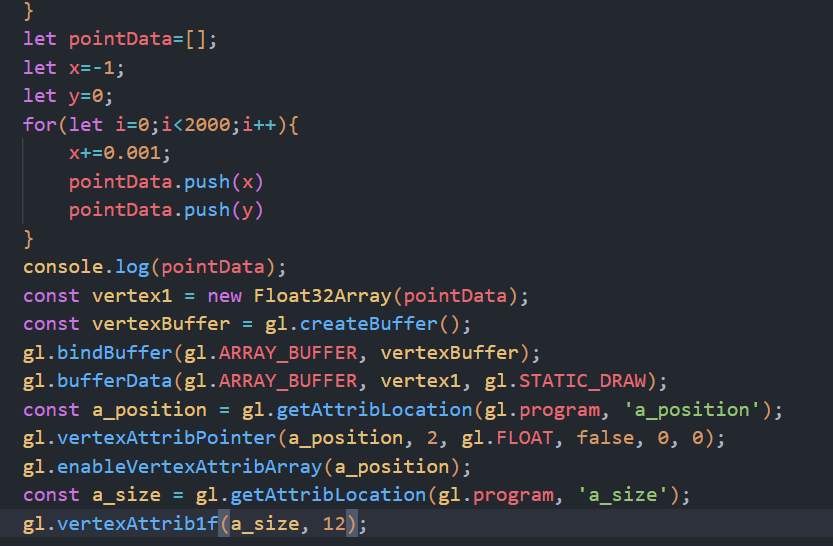 }
let pointData=[];
let x=-1;
let y=0;
for(let i=0;i<2000;i++){
    x+=0.001;
    pointData.push(x)
    pointData.push(y)
}
console.log(pointData);
const vertex1 = new Float32Array(pointData);
const vertexBuffer = gl.createBuffer();
gl.bindBuffer(gl.ARRAY_BUFFER, vertexBuffer);
gl.bufferData(gl.ARRAY_BUFFER, vertex1, gl.STATIC_DRAW);
const a_position = gl.getAttribLocation(gl.program, 'a_position');
gl.vertexAttribPointer(a_position, 2, gl.FLOAT, false, 0, 0);
gl.enableVertexAttribArray(a_position);
const a_size = gl.getAttribLocation(gl.program, 'a_size');
gl.vertexAttrib1f(a_size, 12);